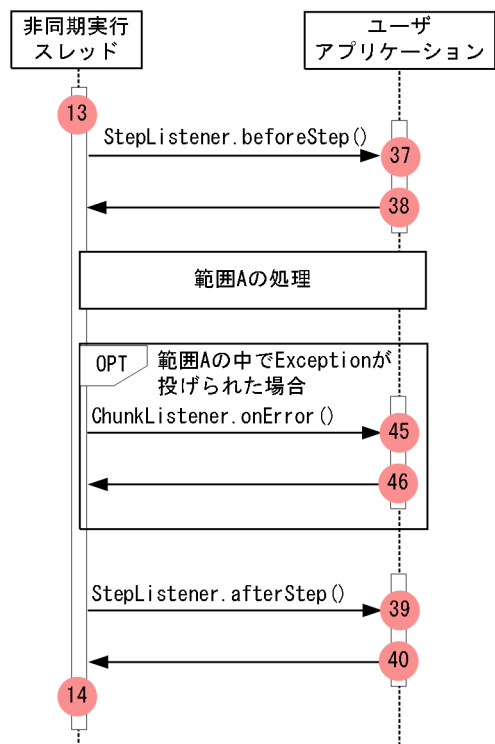 非同期実行
スレッド
ユーザ
アプリケーション
13
StepListener.beforeStep()
37
38
範囲Aの処理
OPT
範囲Aの中でExceptionが
投げられた場合
ChunkListener.onError()
45
46
StepListener.afterStep()
39
40
14